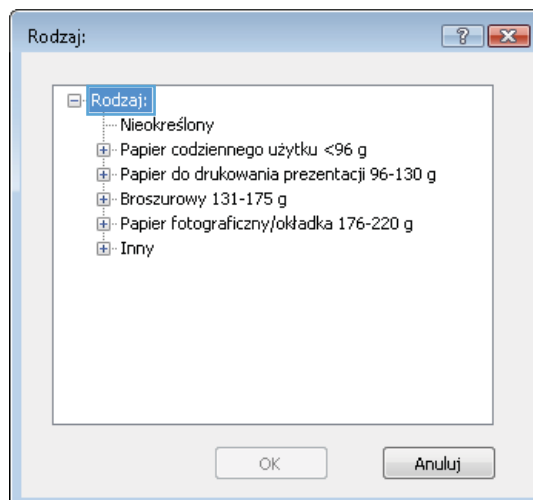 Rodzaj:
Rodzaj:
Nieokreślony
Papier codziennego użytku <96 g
Papier do drukowania prezentacji 96-130 g
Broszurowy 131-175 g
Papier fotograficzny/okładka 176-220 g
Inny
OK
Anuluj